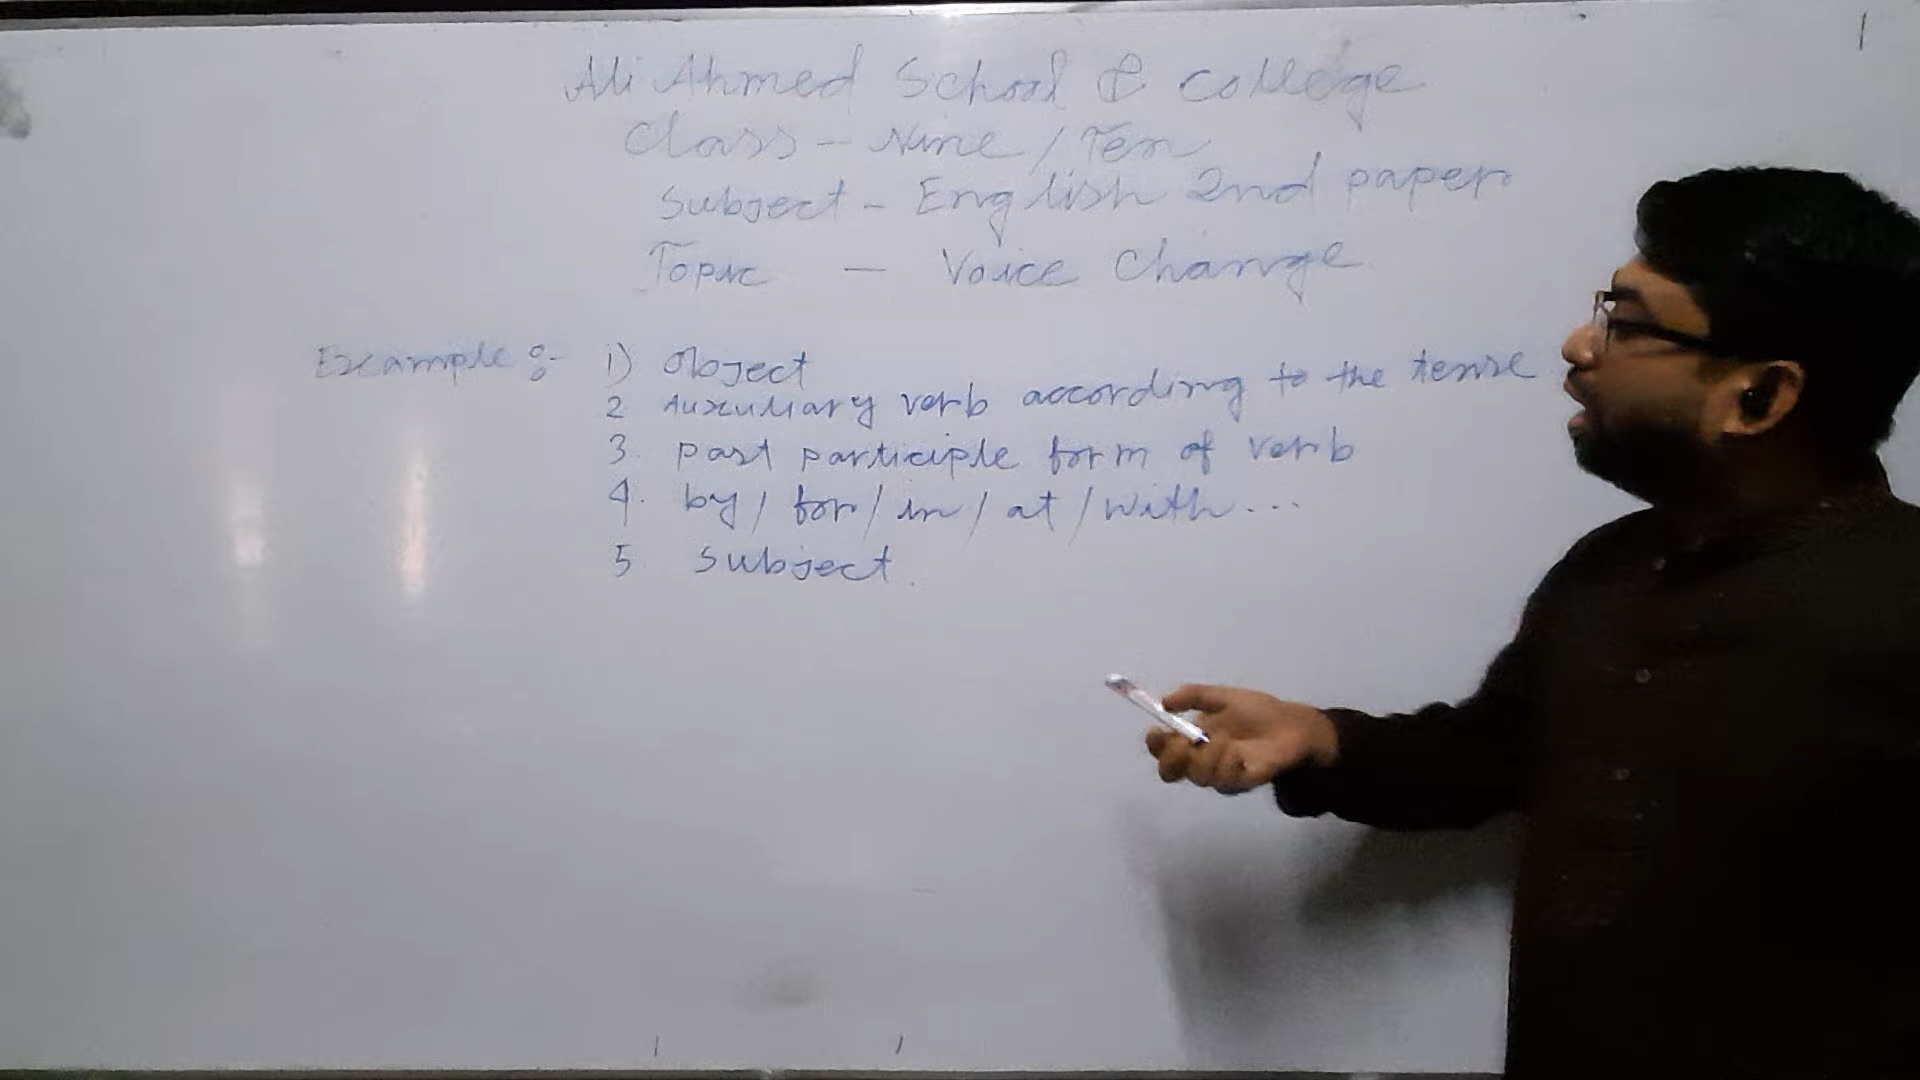 Ali Ahmed School & College
Class - Nine / Ten
Subject - English 2nd paper
Topic - Voice Change
Example :- 1) Object
2 Auxuliary verb according to the tense
3. past participle form of verb
4. by / for / in / at / with ...
5 Subject.